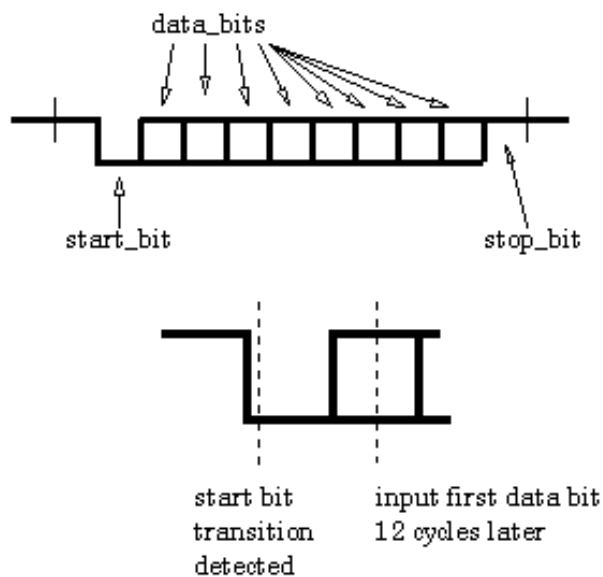 data_bits
start_bit
stop_bit
start bit
transition
detected
input first data bit
12 cycles later